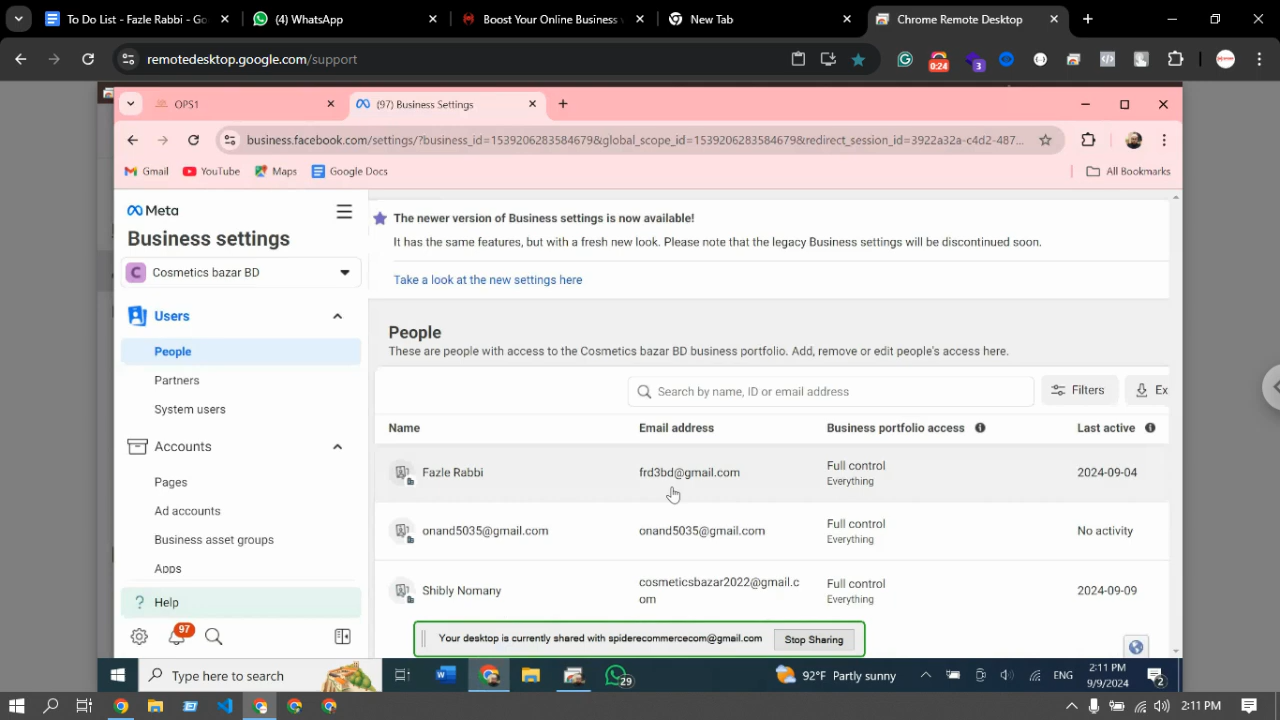 To Do List - Fazle Rabbi - Go
(4) WhatsApp
Boost Your Online Business
New Tab
Chrome Remote Desktop
remotedesktop.google.com/support
0:24
3
OPS1
(97) Business Settings
business.facebook.com/settings/?business_id=1539206283584679&global_scope_id=1539206283584679&redirect_session_id=3922a32a-c4d2-487...
Gmail
YouTube
Maps
Google Docs
All Bookmarks
Meta
Business settings
C
Cosmetics bazar BD
Users
People
Partners
System users
Accounts
Pages
Ad accounts
Business asset groups
Apps
? Help
97
The newer version of Business settings is now available!
It has the same features, but with a fresh new look. Please note that the legacy Business settings will be discontinued soon.
Take a look at the new settings here
People
These are people with access to the Cosmetics bazar BD business portfolio. Add, remove or edit people's access here.
Search by name, ID or email address
Filters
Ex
Name Email address Business portfolio access Last active
Fazle Rabbi frd3bd@gmail.com Full control 2024-09-04
Everything
onand5035@gmail.com onand5035@gmail.com Full control No activity
Everything
Shibly Nomany cosmeticsbazar2022@gmail.c Full control 2024-09-09
om Everything
Your desktop is currently shared with spiderecommercecom@gmail.com Stop Sharing
Type here to search
29
92°F Partly sunny
ENG
2:11 PM
9/9/2024
2
2:11 PM